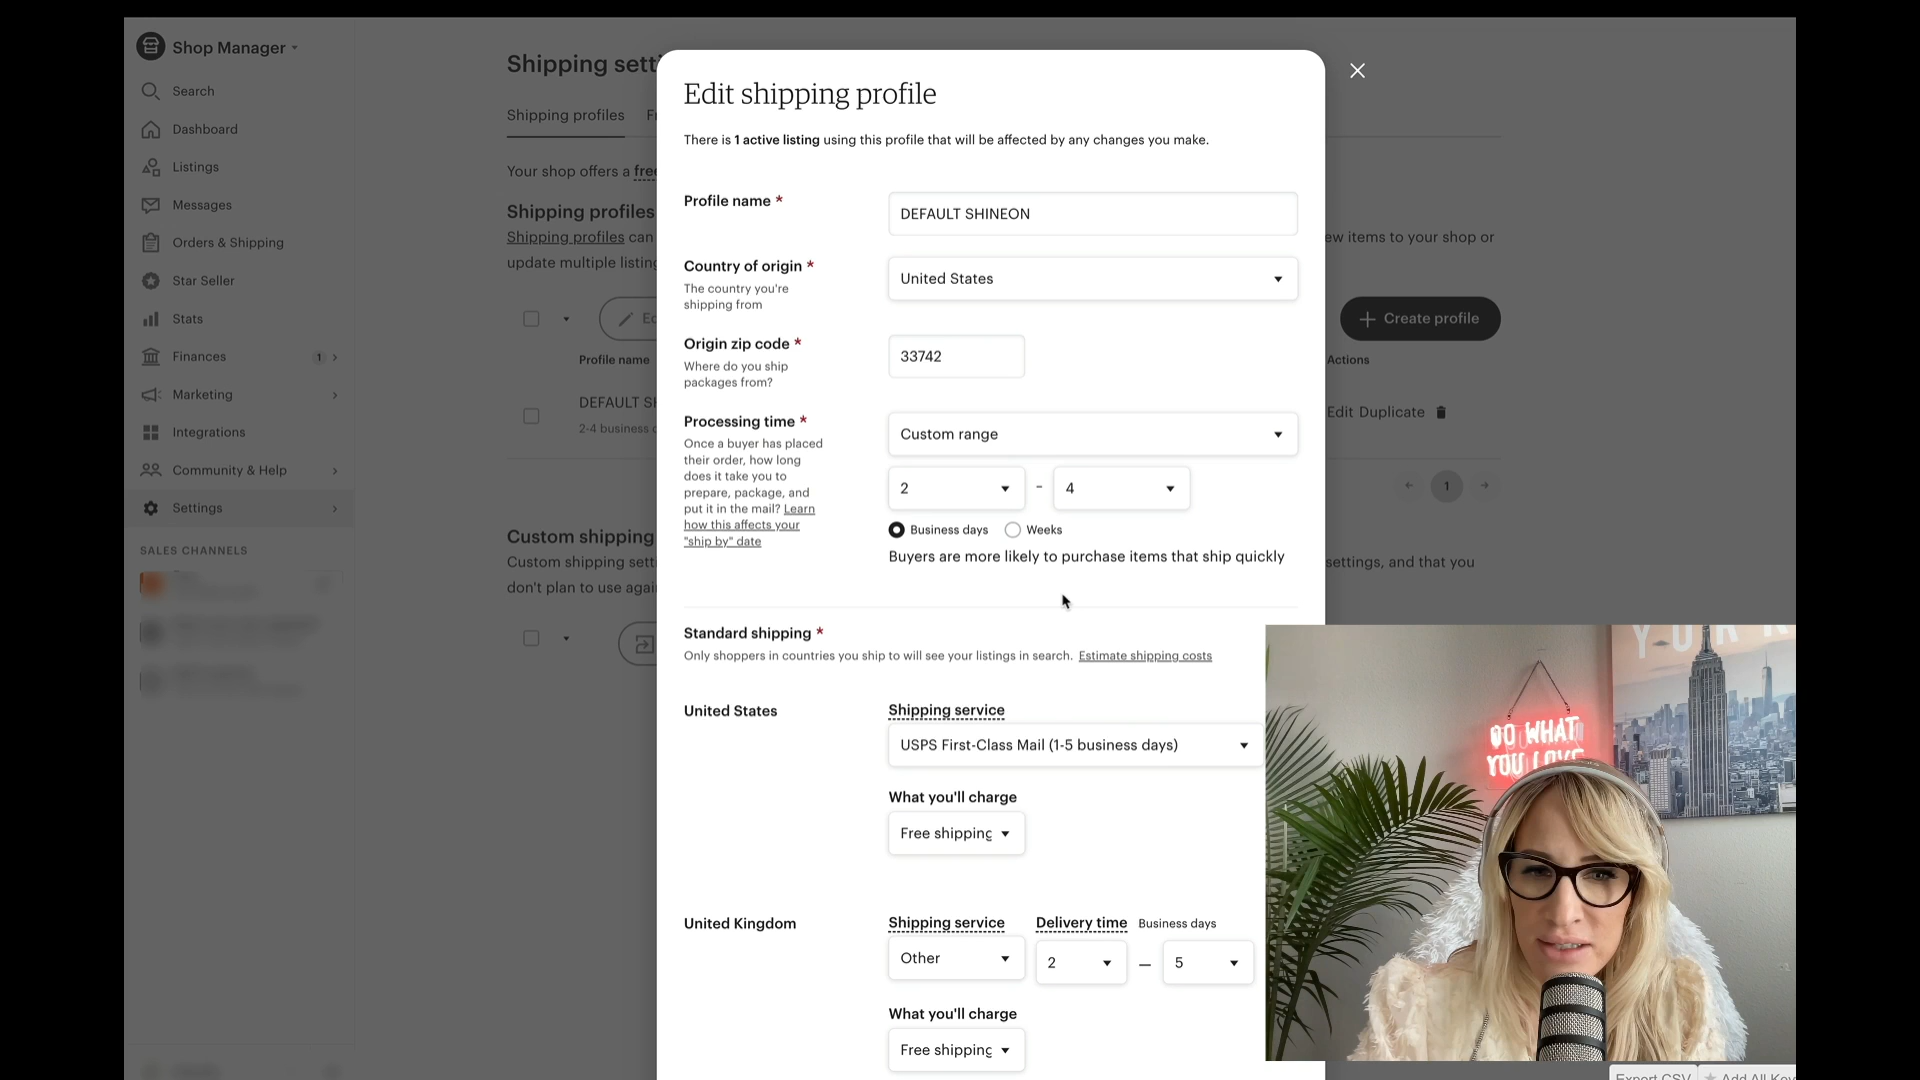 Shop Manager
Search
Dashboard
Listings
Messages
Orders & Shipping
Star Seller
Stats
Finances 1
Marketing
Integrations
Community & Help
Settings
SALES CHANNELS
Shipping sett
Shipping profiles
Your shop offers a free
Shipping profiles
Shipping profiles can
ew items to your shop or
update multiple listing
Create profile
Profile name
Actions
DEFAULT SH
2-4 business
Edit Duplicate
1
Custom shipping
Custom shipping sett
settings, and that you
don't plan to use agai
Edit shipping profile
There is 1 active listing using this profile that will be affected by any changes you make.
Profile name *
DEFAULT SHINEON
Country of origin *
The country you're
shipping from
United States
Origin zip code *
Where do you ship
packages from?
33742
Processing time *
Once a buyer has placed
their order, how long
does it take you to
prepare, package, and
put it in the mail? Learn
how this affects your
"ship by" date
Custom range
2 - 4
Business days Weeks
Buyers are more likely to purchase items that ship quickly
Standard shipping *
Only shoppers in countries you ship to will see your listings in search. Estimate shipping costs
United States
Shipping service
USPS First-Class Mail (1-5 business days)
What you'll charge
Free shipping
United Kingdom
Shipping service Delivery time Business days
Other 2 — 5
What you'll charge
Free shipping
YORK
DO WHAT
YOU LOVE
Export CSV Add All Key